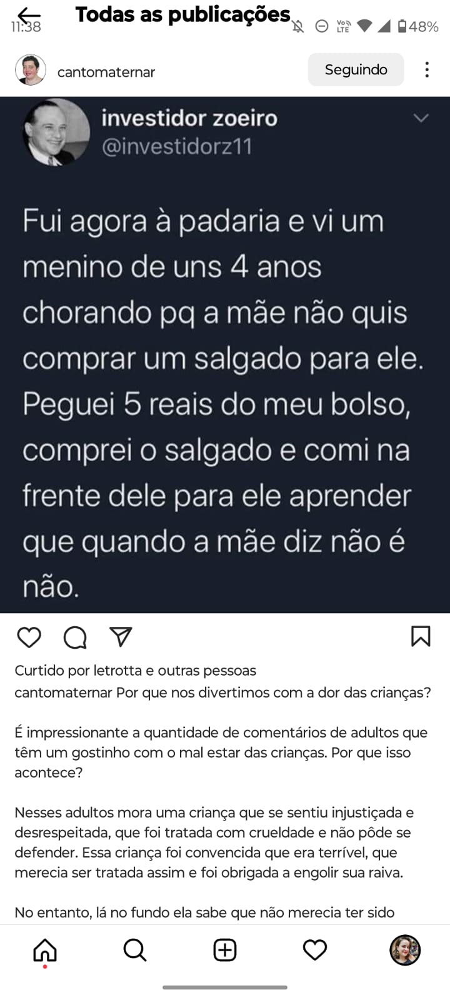 Todas as publicações
11:38
Vo)) LTE
48%
cantomaternar
Seguindo
investidor zoeiro
@investidorz11
Fui agora à padaria e vi um
menino de uns 4 anos
chorando pq a mãe não quis
comprar um salgado para ele.
Peguei 5 reais do meu bolso,
comprei o salgado e comi na
frente dele para ele aprender
que quando a mãe diz não é
não.
Curtido por letrotta e outras pessoas
cantomaternar Por que nos divertimos com a dor das crianças?
É impressionante a quantidade de comentários de adultos que
têm um gostinho com o mal estar das crianças. Por que isso
acontece?
Nesses adultos mora uma criança que se sentiu injustiçada e
desrespeitada, que foi tratada com crueldade e não pôde se
defender. Essa criança foi convencida que era terrível, que
merecia ser tratada assim e foi obrigada a engolir sua raiva.
No entanto, lá no fundo ela sabe que não merecia ter sido